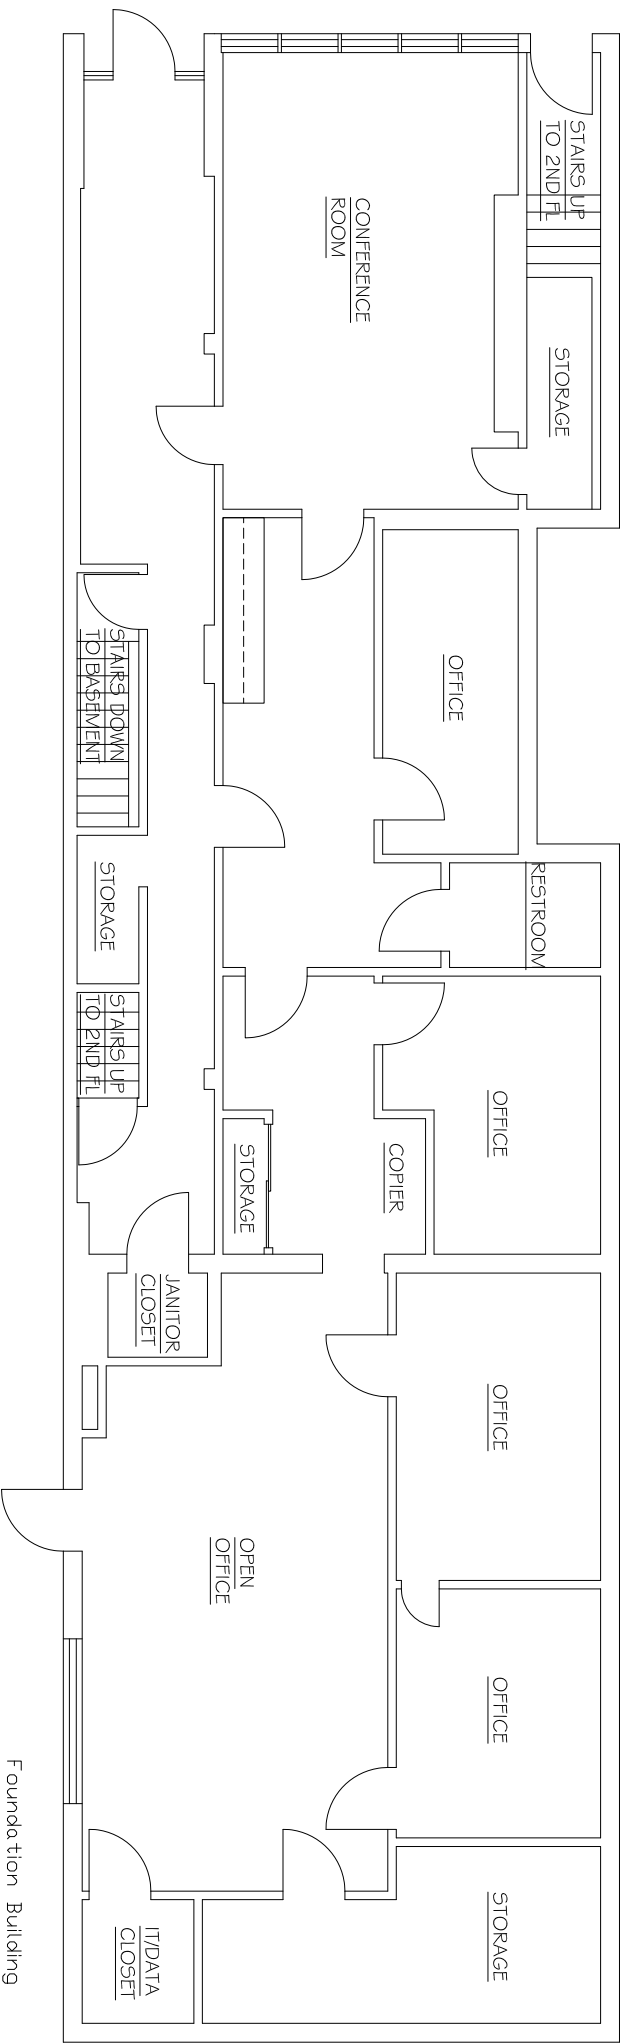 STAIRS UP
TO 2ND FL
STORAGE
CONFERENCE
ROOM
OFFICE
RESTROOM
STAIRS DOWN
TO BASEMENT
STORAGE
STAIRS UP
TO 2ND FL
OFFICE
COPIER
STORAGE
JANITOR
CLOSET
OFFICE
OPEN
OFFICE
OFFICE
STORAGE
IT/DATA
CLOSET
Foundation Building